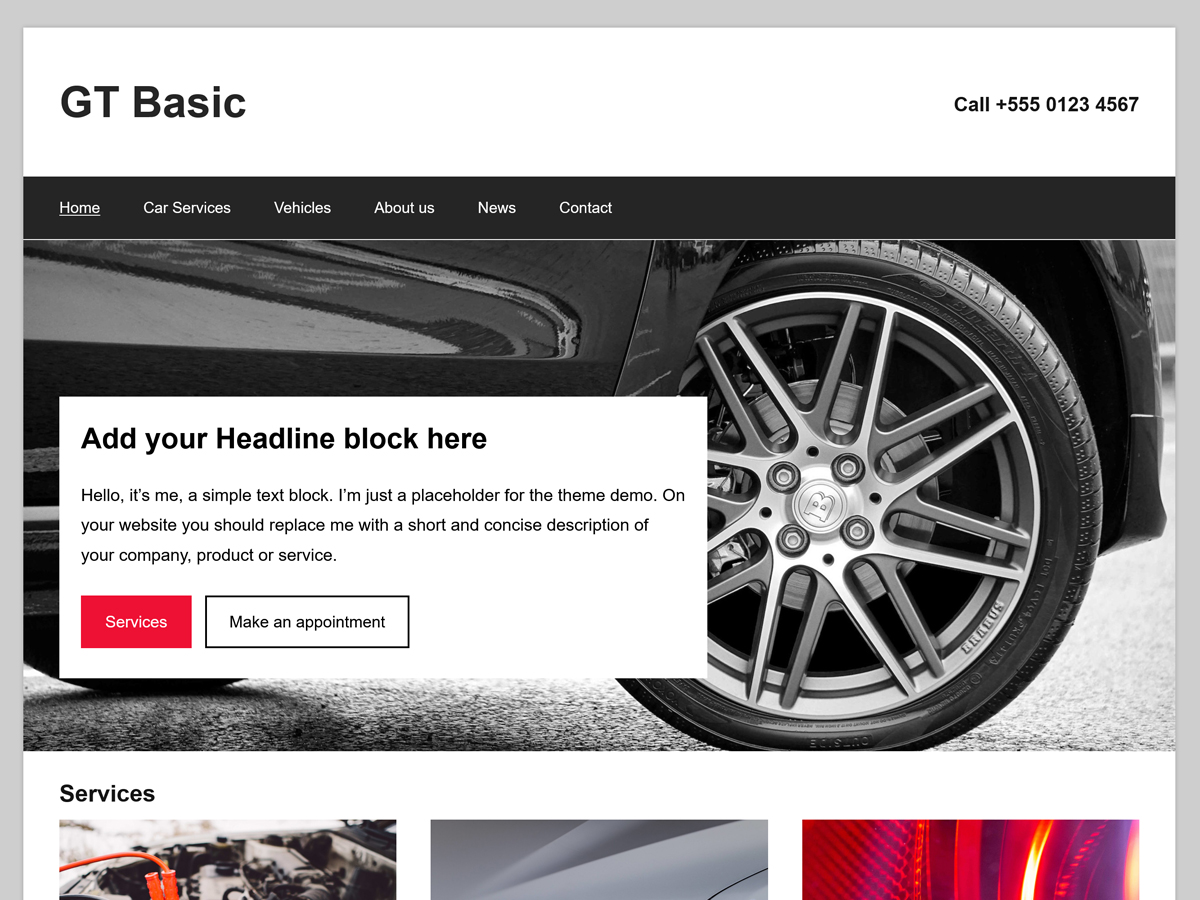 GT Basic
Call +555 0123 4567
Home Car Services Vehicles About us News Contact
Add your Headline block here
Hello, it’s me, a simple text block. I’m just a placeholder for the theme demo. On
your website you should replace me with a short and concise description of
your company, product or service.
Services Make an appointment
B
BRABUS
OUTSIDE
Services